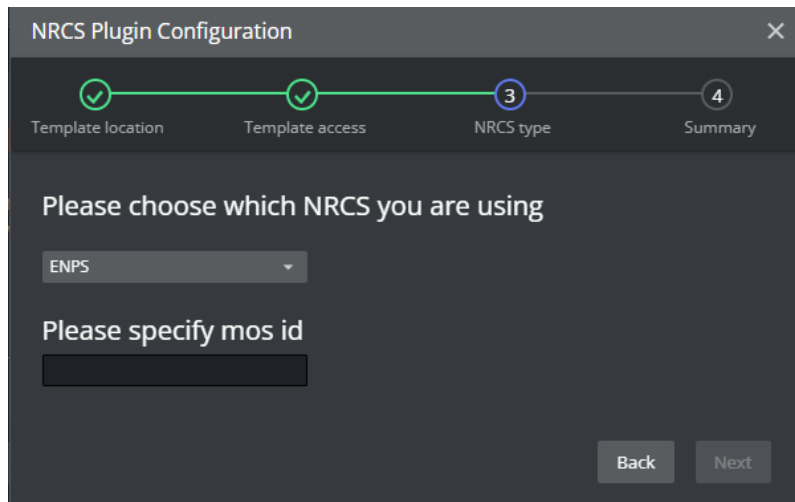 NRCS Plugin Configuration
3
4
Template location
Template access
NRCS type
Summary
Please choose which NRCS you are using
ENPS
Please specify mos id
Back
Next